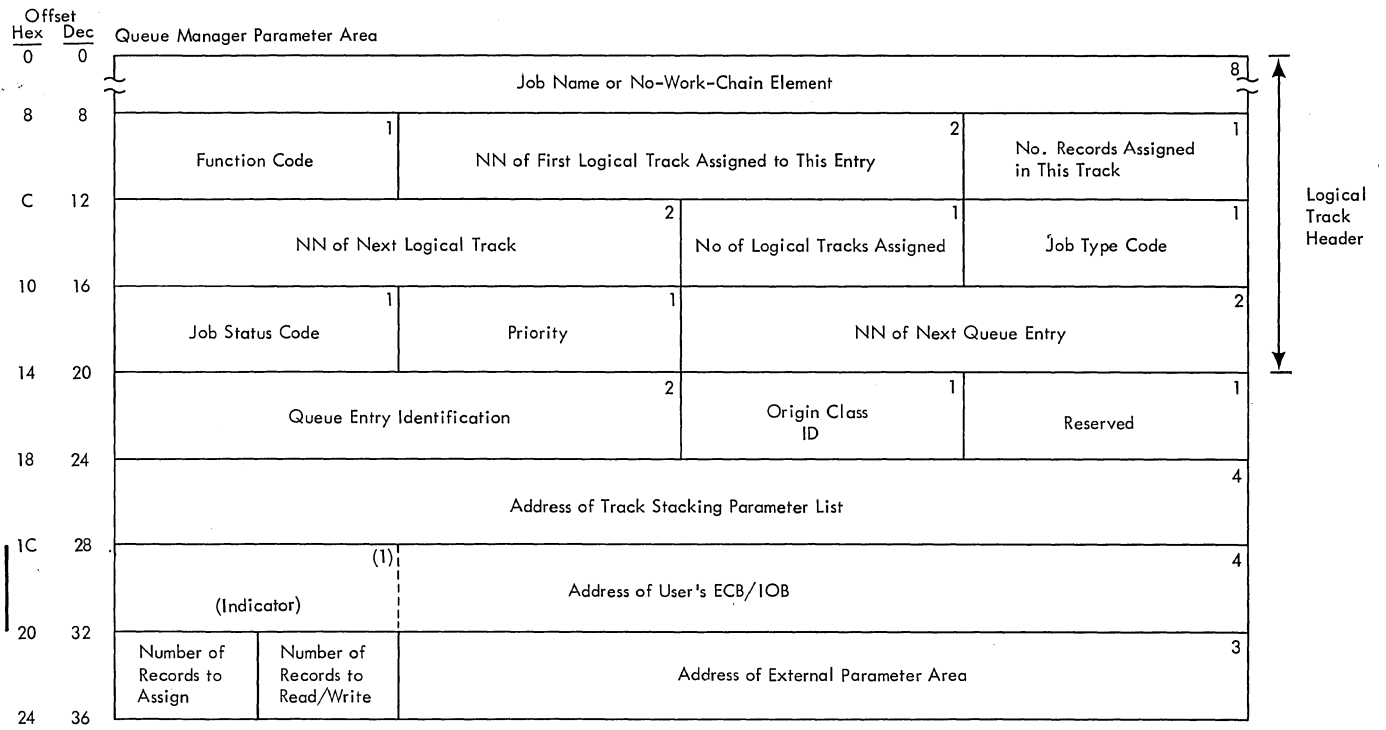 Offset
Hex Dec Queue Manager Parameter Area
0 0
Job Name or No-Work-Chain Element 8
8 8
Function Code 1
NN of First Logical Track Assigned to This Entry 2
No. Records Assigned
in This Track 1
C 12
NN of Next Logical Track 2
No of Logical Tracks Assigned 1
Job Type Code 1
Logical
Track
Header
10 16
Job Status Code 1
Priority 1
NN of Next Queue Entry 2
14 20
Queue Entry Identification 2
Origin Class
ID 1
Reserved 1
18 24
Address of Track Stacking Parameter List 4
1C 28
(Indicator) (1)
Address of User's ECB/IOB 4
20 32
Number of
Records to
Assign
Number of
Records to
Read/Write
Address of External Parameter Area 3
24 36